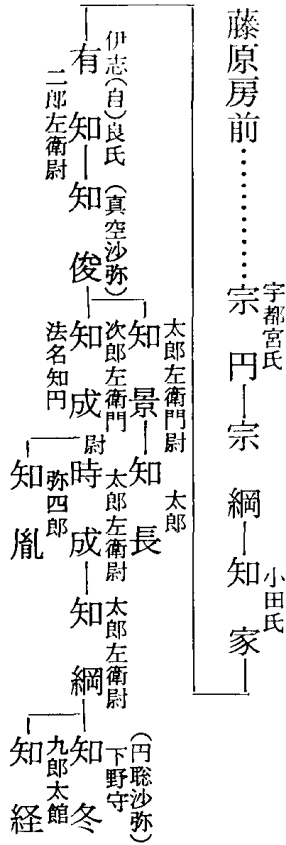 藤原房前…………宗円―宗綱―知家
宇都宮氏
小田氏
伊志(自)良氏
有知―知俊
二郎左衛尉
(真空沙弥)
太郎左衛門尉
知景―知長
太郎
次郎左衛門尉
知成
法名知円
太郎左衛尉
時成―知綱
太郎左衛尉
弥四郎
知胤
(円聡沙弥)
下野守
知冬
九郎太館
知経